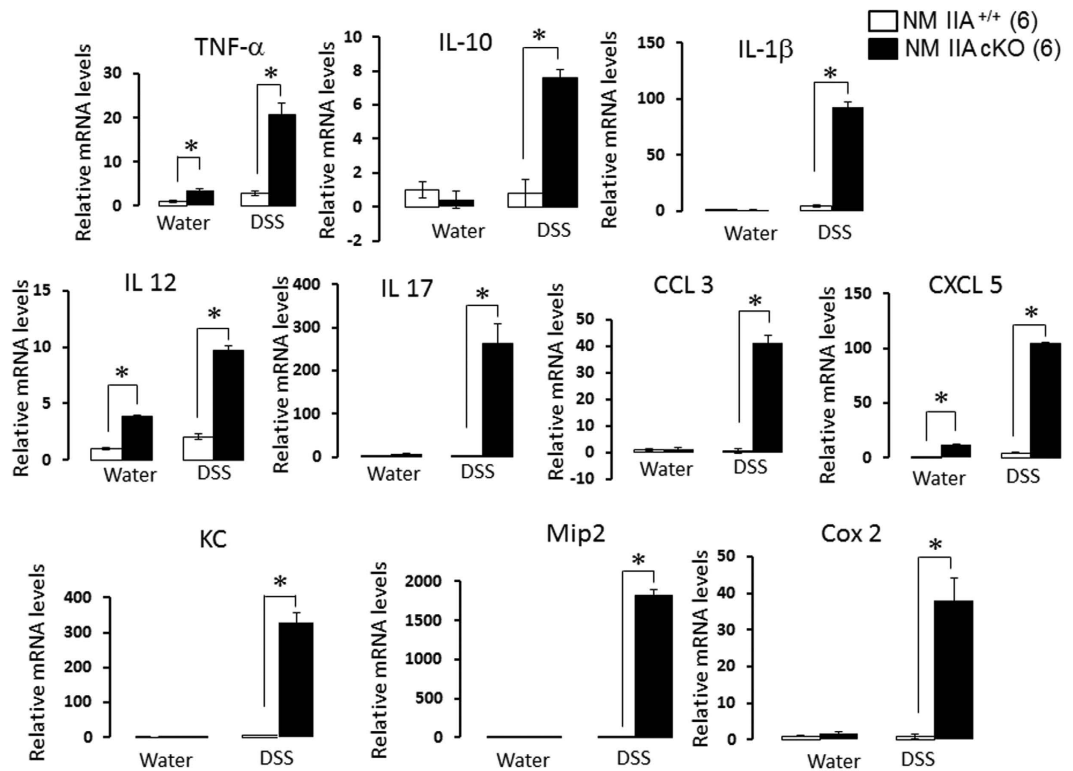 NM IIA+/+ (6)
NM IIA cKO (6)
TNF-α
Relative mRNA levels
30
20
10
0
*
*
Water
DSS
IL-10
Relative mRNA levels
10
8
6
4
2
0
-2
*
Water
DSS
IL-1β
Relative mRNA levels
150
100
50
0
*
Water
DSS
IL 12
Relative mRNA levels
15
10
5
0
*
*
Water
DSS
IL 17
Relative mRNA levels
400
300
200
100
0
*
Water
DSS
CCL 3
Relative mRNA levels
50
40
30
20
10
0
-10
*
Water
DSS
CXCL 5
Relative mRNA levels
150
100
50
0
*
*
Water
DSS
KC
Relative mRNA levels
400
300
200
100
0
*
Water
DSS
Mip2
Relative mRNA levels
2000
1500
1000
500
0
*
Water
DSS
Cox 2
Relative mRNA levels
50
40
30
20
10
0
*
Water
DSS